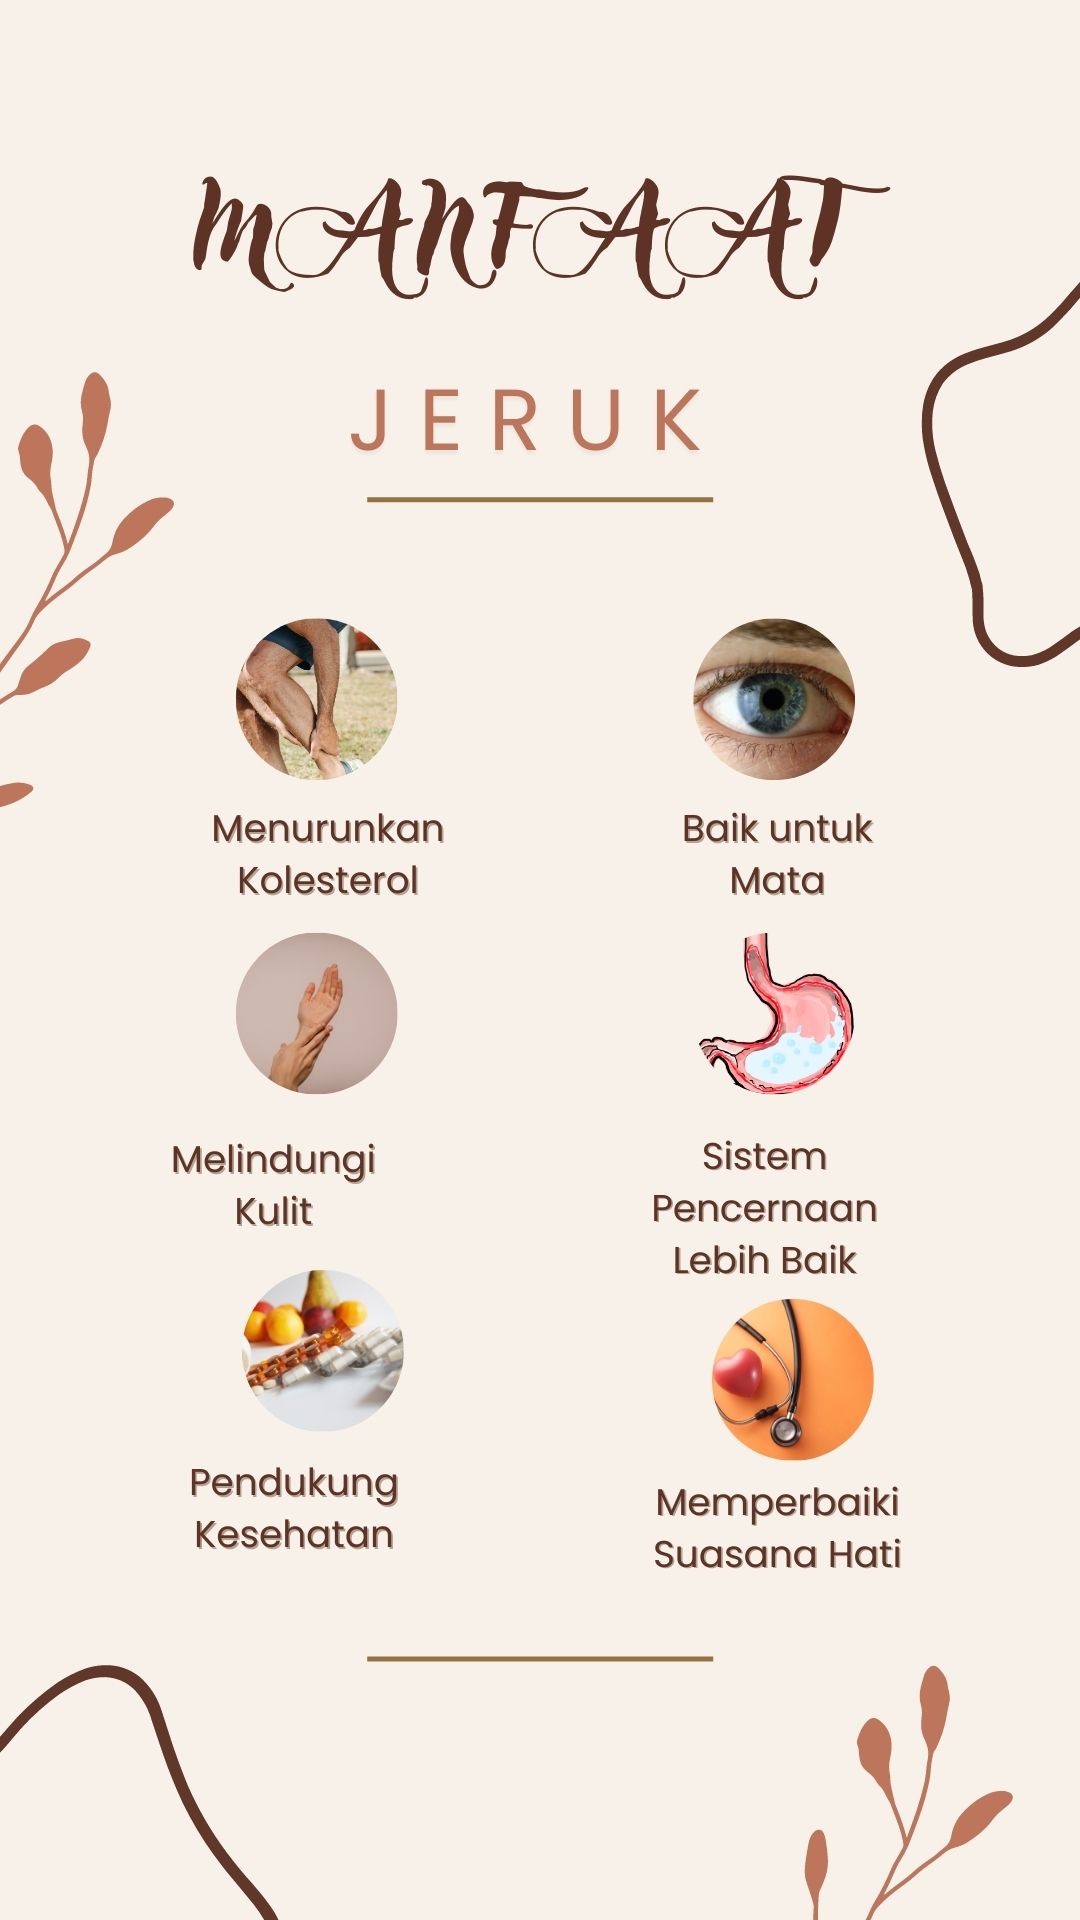 MANFAAT
JERUK
Menurunkan
Kolesterol
Baik untuk
Mata
Melindungi
Kulit
Sistem
Pencernaan
Lebih Baik
Pendukung
Kesehatan
Memperbaiki
Suasana Hati